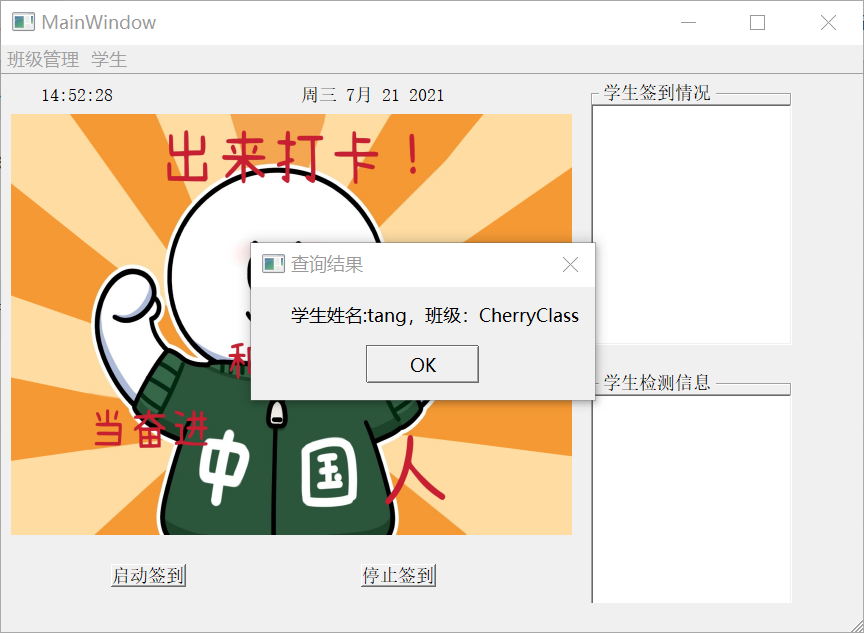 MainWindow
班级管理 学生
14:52:28 周三 7月 21 2021
学生签到情况
出来打卡！
查询结果
学生姓名:tang，班级：CherryClass
OK
学生检测信息
当奋进
中国人
启动签到 停止签到